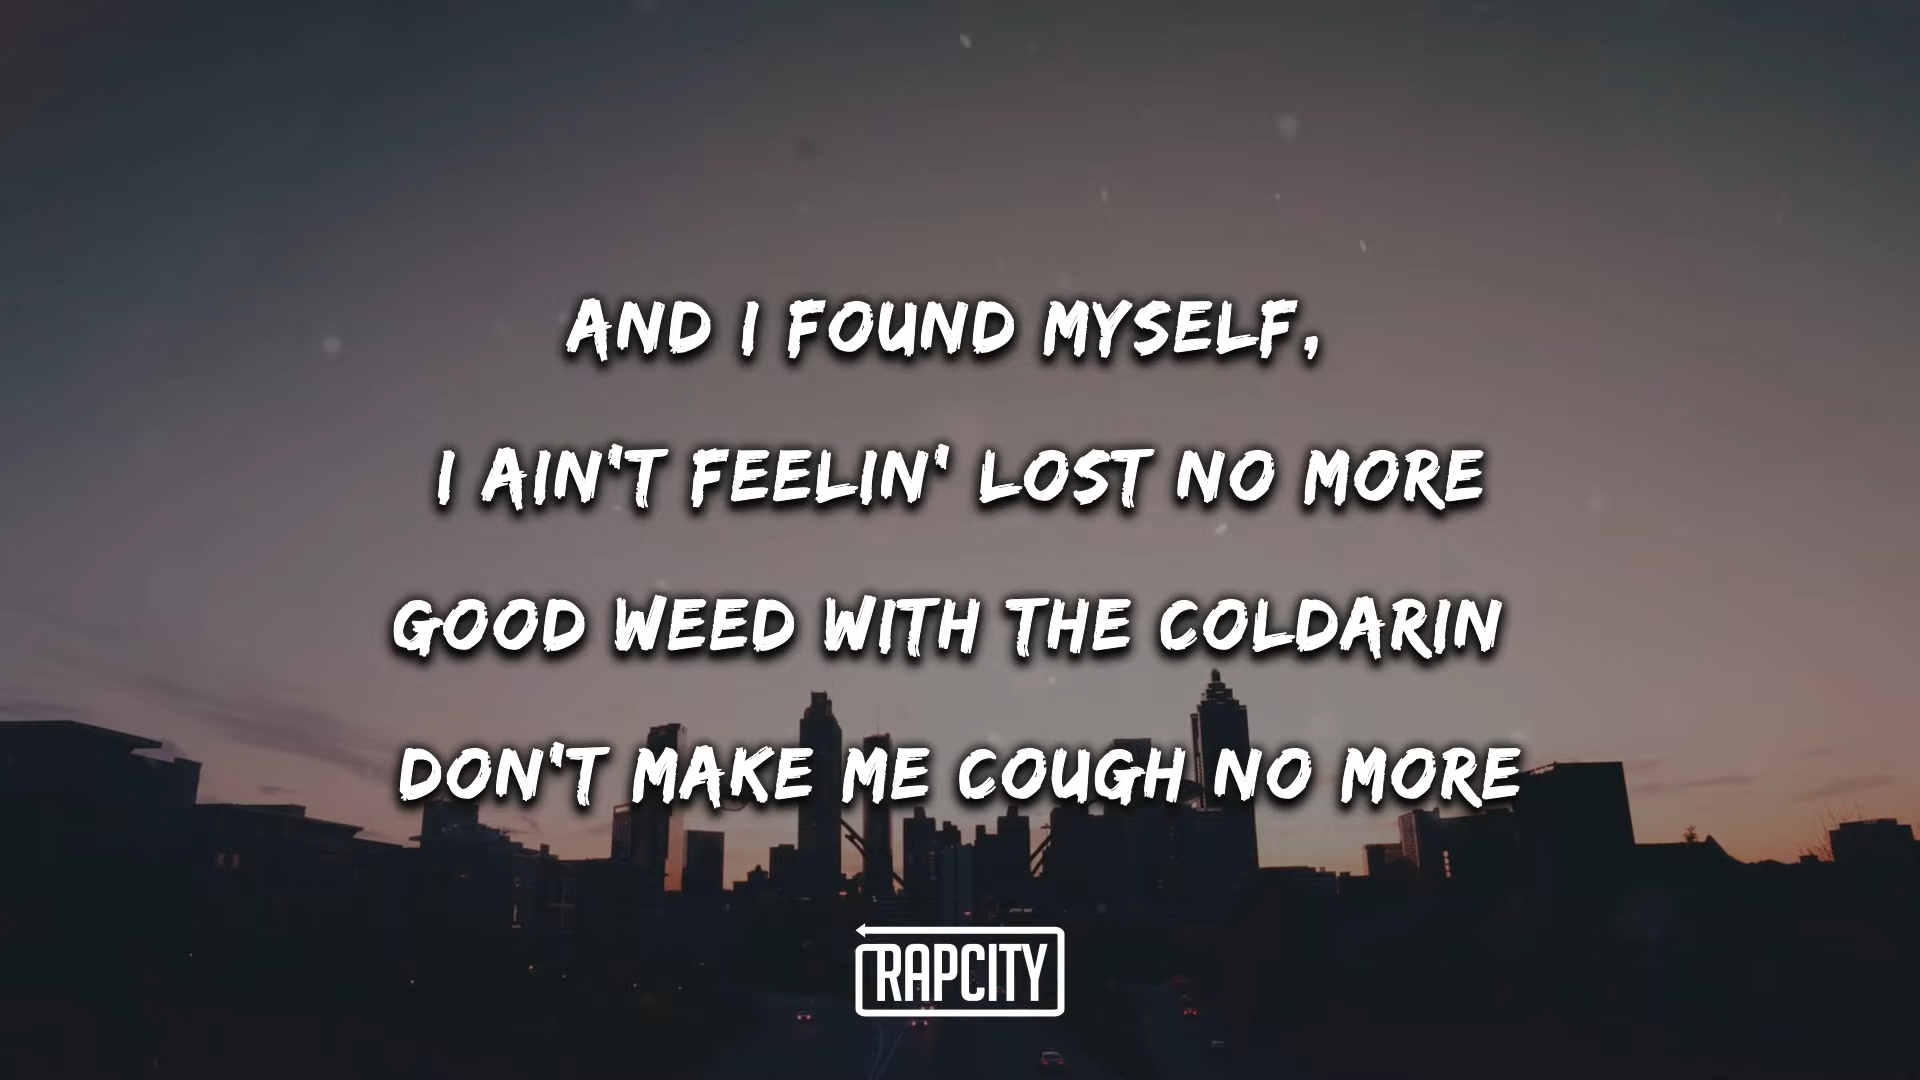 AND I FOUND MYSELF,
I AIN'T FEELIN' LOST NO MORE
GOOD WEED WITH THE COLDARIN
DON'T MAKE ME COUGH NO MORE
RAPCITY